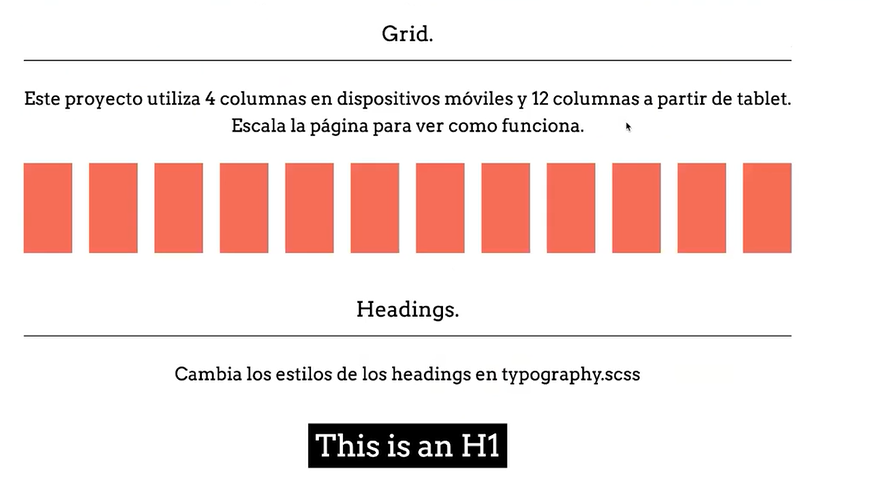 Grid.
Este proyecto utiliza 4 columnas en dispositivos móviles y 12 columnas a partir de tablet.
Escala la página para ver como funciona.
Headings.
Cambia los estilos de los headings en typography.scss
This is an H1